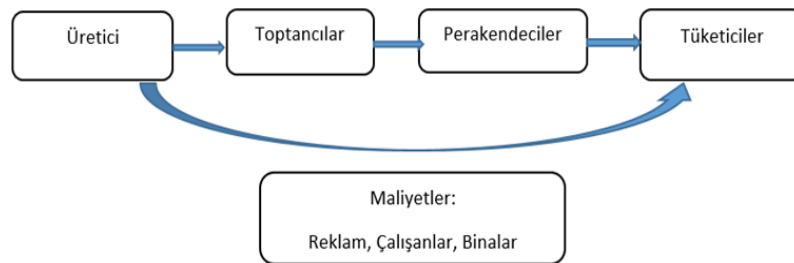 Üretici
Toptancılar
Perakendeciler
Tüketiciler
Maliyetler:
Reklam, Çalışanlar, Binalar